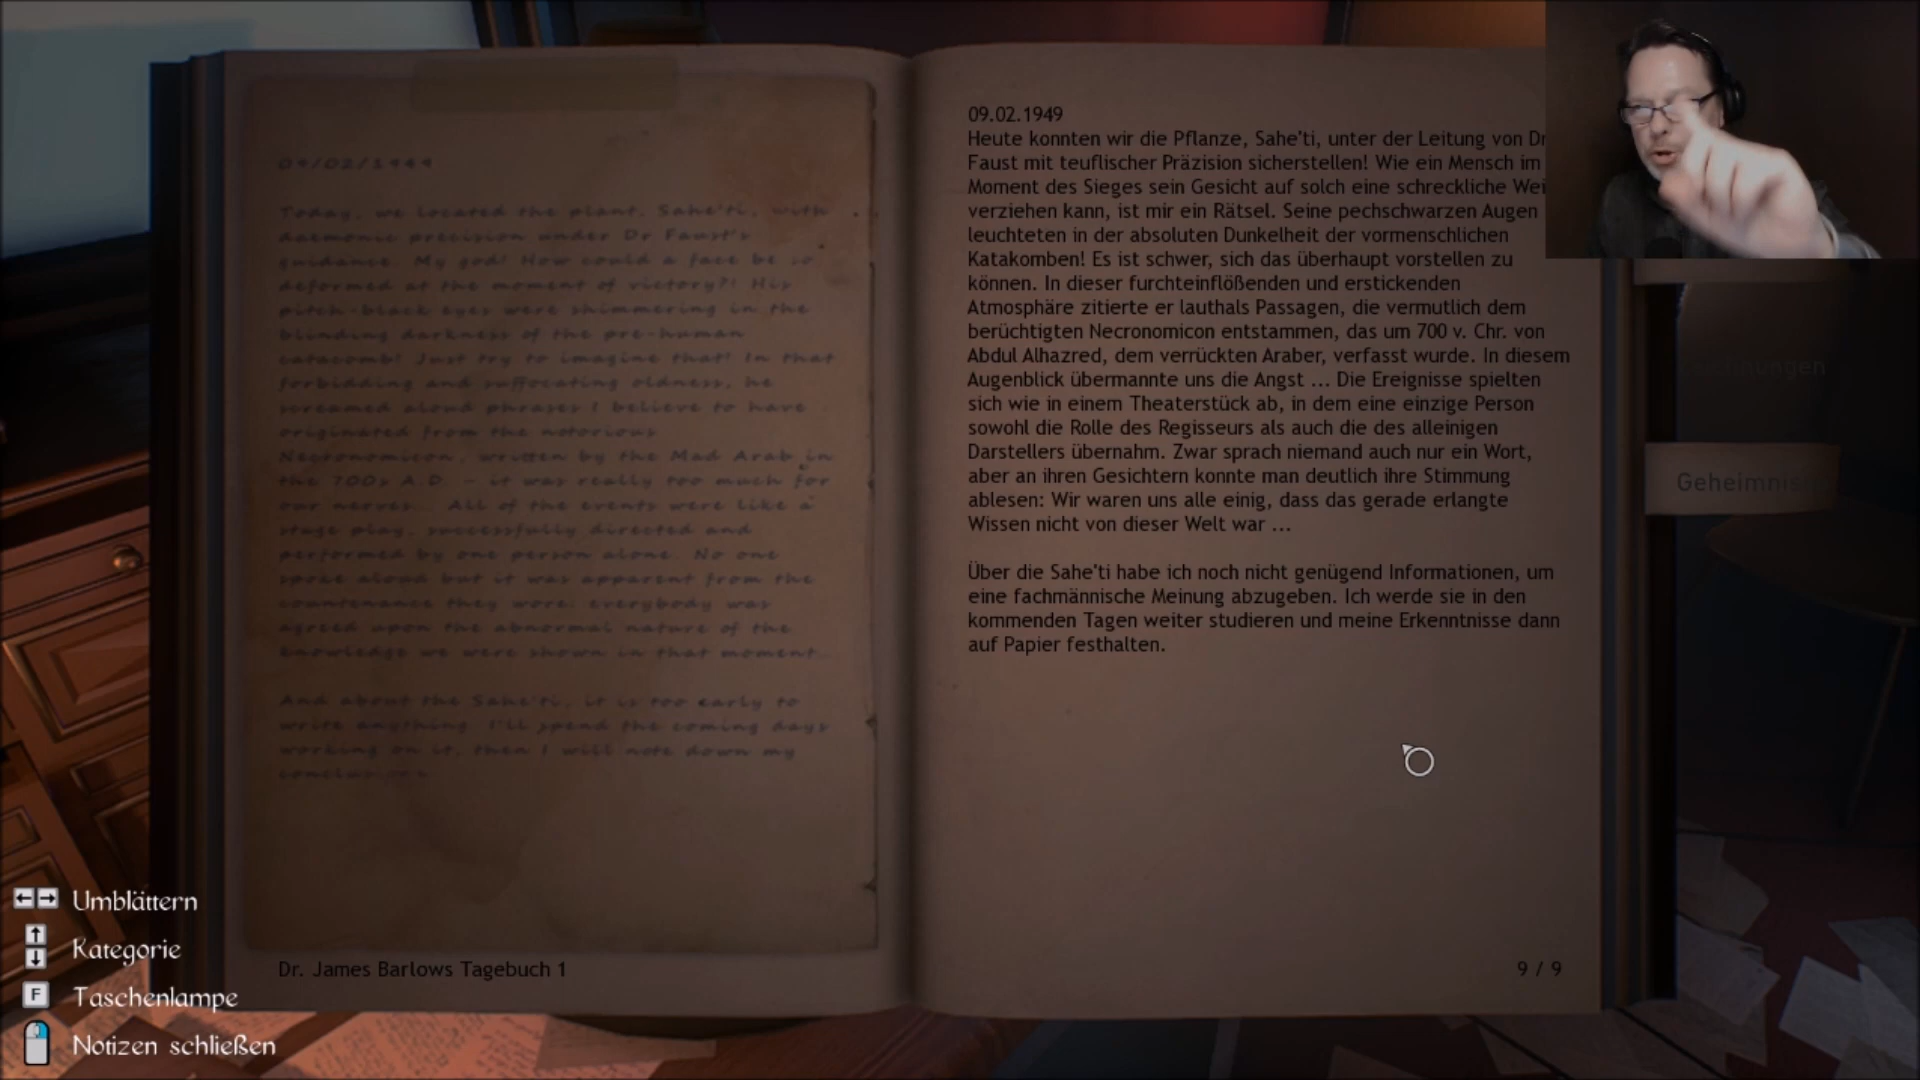 09/02/1949
Today, we located the plant, Sahe'ti, with
daemonic precision under Dr Faust's
guidance. My god! How could a face be so
deformed at the moment of victory?! His
pitch-black eyes were shimmering in the
blinding darkness of the pre-human
catacomb! Just try to imagine that! In that
forbidding and suffocating oldness, he
screamed aloud phrases I believe to have
originated from the notorious
Necronomicon, written by the Mad Arab in
the 700s A.D. - it was really too much for
our nerves... All of the events were like a
stage play, successfully directed and
performed by one person alone. No one
spoke aloud but it was apparent from the
countenance they wore: everybody was
agreed upon the abnormal nature of the
knowledge we were shown in that moment...
And about the Sahe'ti, it is too early to
write anything. I'll spend the coming days
working on it, then I will note down my
conclusions.
Dr. James Barlows Tagebuch 1
09.02.1949
Heute konnten wir die Pflanze, Sahe'ti, unter der Leitung von Dr
Faust mit teuflischer Präzision sicherstellen! Wie ein Mensch im
Moment des Sieges sein Gesicht auf solch eine schreckliche Wei
verziehen kann, ist mir ein Rätsel. Seine pechschwarzen Augen
leuchteten in der absoluten Dunkelheit der vormenschlichen
Katakomben! Es ist schwer, sich das überhaupt vorstellen zu
können. In dieser furchteinflößenden und erstickenden
Atmosphäre zitierte er lauthals Passagen, die vermutlich dem
berüchtigten Necronomicon entstammen, das um 700 v. Chr. von
Abdul Alhazred, dem verrückten Araber, verfasst wurde. In diesem
Augenblick übermannte uns die Angst ... Die Ereignisse spielten
sich wie in einem Theaterstück ab, in dem eine einzige Person
sowohl die Rolle des Regisseurs als auch die des alleinigen
Darstellers übernahm. Zwar sprach niemand auch nur ein Wort,
aber an ihren Gesichtern konnte man deutlich ihre Stimmung
ablesen: Wir waren uns alle einig, dass das gerade erlangte
Wissen nicht von dieser Welt war ...
Über die Sahe'ti habe ich noch nicht genügend Informationen, um
eine fachmännische Meinung abzugeben. Ich werde sie in den
kommenden Tagen weiter studieren und meine Erkenntnisse dann
auf Papier festhalten.
9 / 9
Geheimnis
Umblättern
Kategorie
F Taschenlampe
Notizen schließen